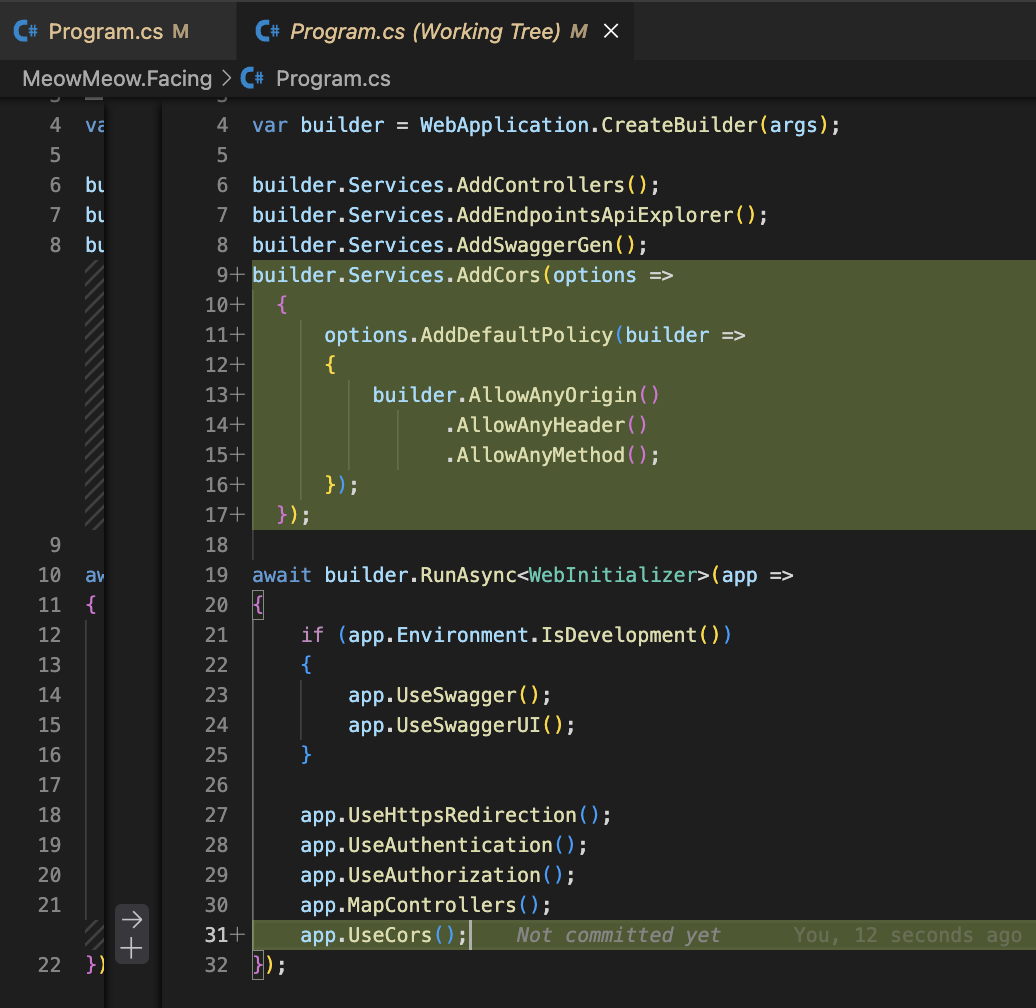 Program.cs M
Program.cs (Working Tree) M
MeowMeow.Facing > Program.cs
4 va
5
6 bu
7 bu
8 bu
9
10 aw
11 {
12
13
14
15
16
17
18
19
20
21
22 })
4 var builder = WebApplication.CreateBuilder(args);
5
6 builder.Services.AddControllers();
7 builder.Services.AddEndpointsApiExplorer();
8 builder.Services.AddSwaggerGen();
9+ builder.Services.AddCors(options =>
10+ {
11+ options.AddDefaultPolicy(builder =>
12+ {
13+ builder.AllowAnyOrigin()
14+ .AllowAnyHeader()
15+ .AllowAnyMethod();
16+ });
17+ });
18
19 await builder.RunAsync<WebInitializer>(app =>
20 {
21 if (app.Environment.IsDevelopment())
22 {
23 app.UseSwagger();
24 app.UseSwaggerUI();
25 }
26
27 app.UseHttpsRedirection();
28 app.UseAuthentication();
29 app.UseAuthorization();
30 app.MapControllers();
31+ app.UseCors(); Not committed yet You, 12 seconds ago
32 });